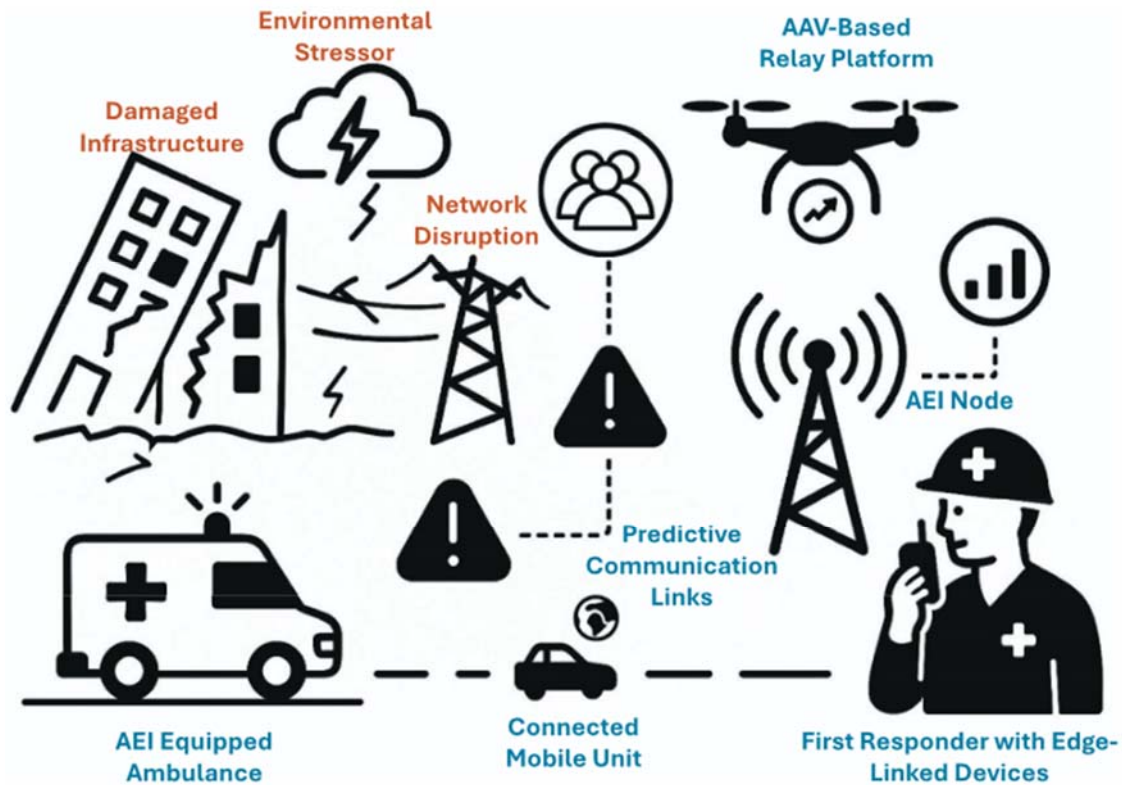 Environmental
Stressor
AAV-Based
Relay Platform
Damaged
Infrastructure
Network
Disruption
AEI Node
Predictive
Communication
Links
AEI Equipped
Ambulance
Connected
Mobile Unit
First Responder with Edge-
Linked Devices